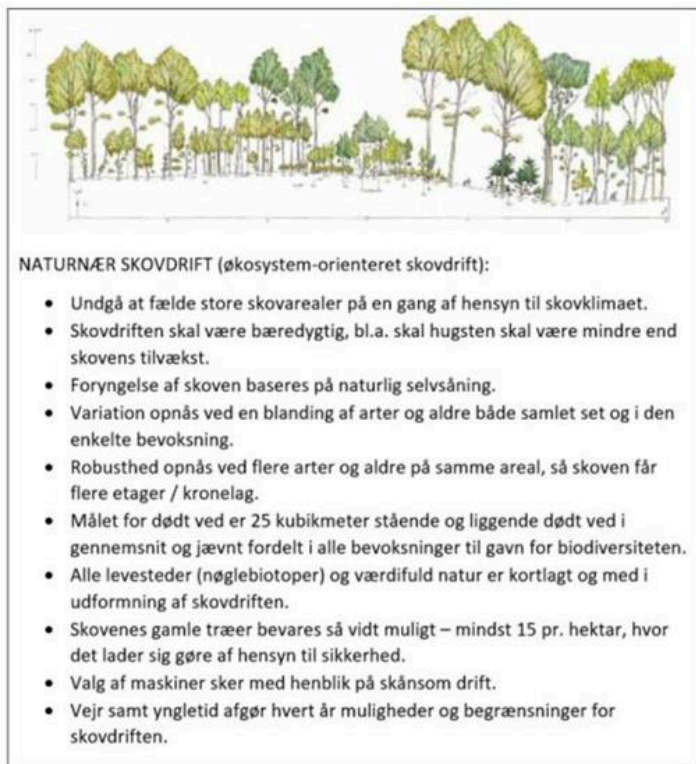 NATURNÆR SKOVDRIFT (økosystem-orienteret skovdrift):
• Undgå at fælde store skovarealer på en gang af hensyn til skovklimaet.
• Skovdriften skal være bæredygtig, bl.a. skal hugsten skal være mindre end
skovens tilvækst.
• Foryngelse af skoven baseres på naturlig selvsåning.
• Variation opnås ved en blanding af arter og aldre både samlet set og i den
enkelte bevoksning.
• Robusthed opnås ved flere arter og aldre på samme areal, så skoven får
flere etager / kronelag.
• Målet for dødt ved er 25 kubikmeter stående og liggende dødt ved i
gennemsnit og jævnt fordelt i alle bevoksninger til gavn for biodiversiteten.
• Alle levesteder (nøglebiotoper) og værdifuld natur er kortlagt og med i
udformning af skovdriften.
• Skovenes gamle træer bevares så vidt muligt – mindst 15 pr. hektar, hvor
det lader sig gøre af hensyn til sikkerhed.
• Valg af maskiner sker med henblik på skånsom drift.
• Vejr samt yngletid afgør hvert år muligheder og begrænsninger for
skovdriften.